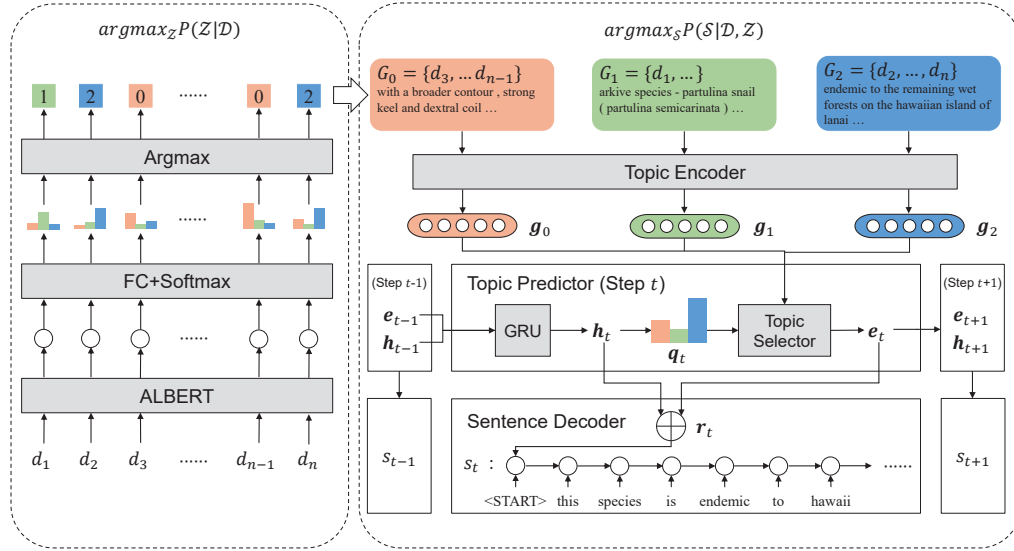 argmax_𝒵P(𝒵|𝒟)
1 2 0 ...... 0 2
Argmax
FC+Softmax
......
ALBERT
d_1 d_2 d_3 ...... d_{n-1} d_n
argmax_𝒮P(𝒮|𝒟, 𝒵)
G_0 = {d_3, … d_{n-1}}
with a broader contour , strong
keel and dextral coil …
G_1 = {d_1, … }
arkive species - partulina snail
( partulina semicarinata ) …
G_2 = {d_2, … , d_n}
endemic to the remaining wet
forests on the hawaiian island of
lanai …
Topic Encoder
g_0
g_1
g_2
(Step t-1)
e_{t-1}
h_{t-1}
s_{t-1}
Topic Predictor (Step t)
GRU
h_t
q_t
Topic
Selector
e_t
(Step t+1)
e_{t+1}
h_{t+1}
s_{t+1}
Sentence Decoder
r_t
s_t :
......
<START> this species is endemic to hawaii